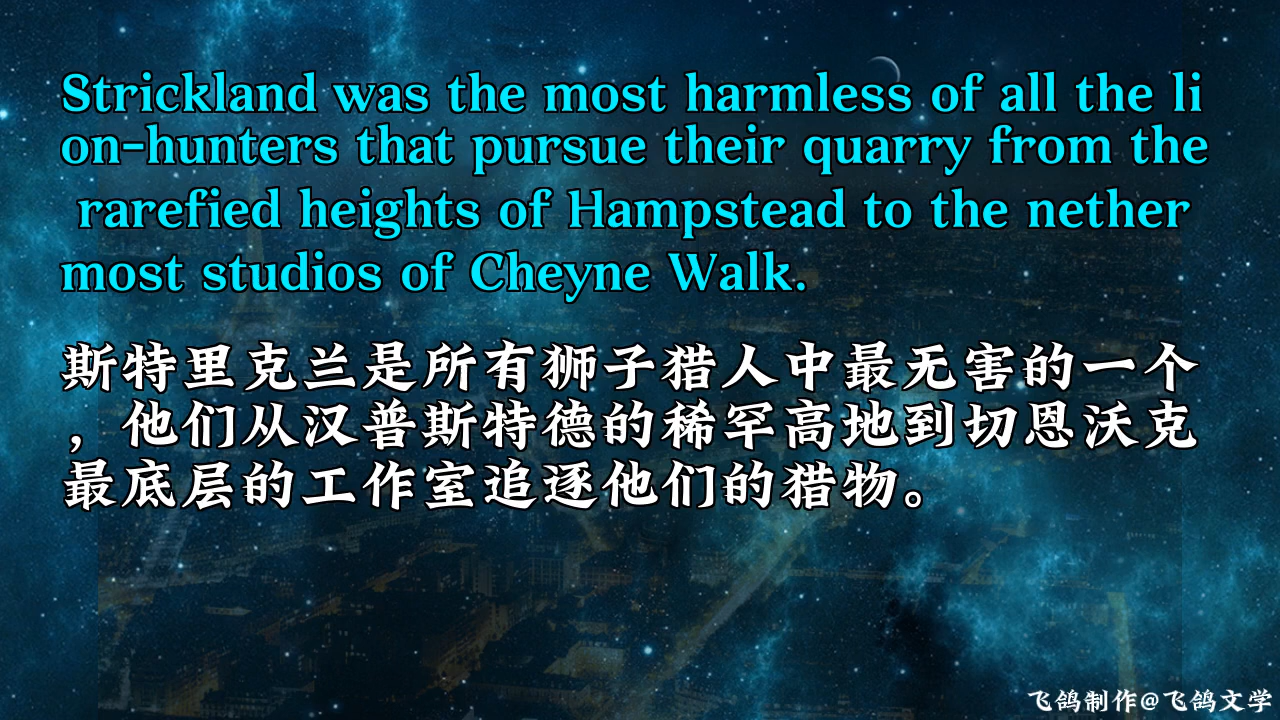 Strickland was the most harmless of all the li
on-hunters that pursue their quarry from the
rarefied heights of Hampstead to the nether
most studios of Cheyne Walk.
斯特里克兰是所有狮子猎人中最无害的一个
，他们从汉普斯特德的稀罕高地到切恩沃克
最底层的工作室追逐他们的猎物。
飞鸽制作@飞鸽文学